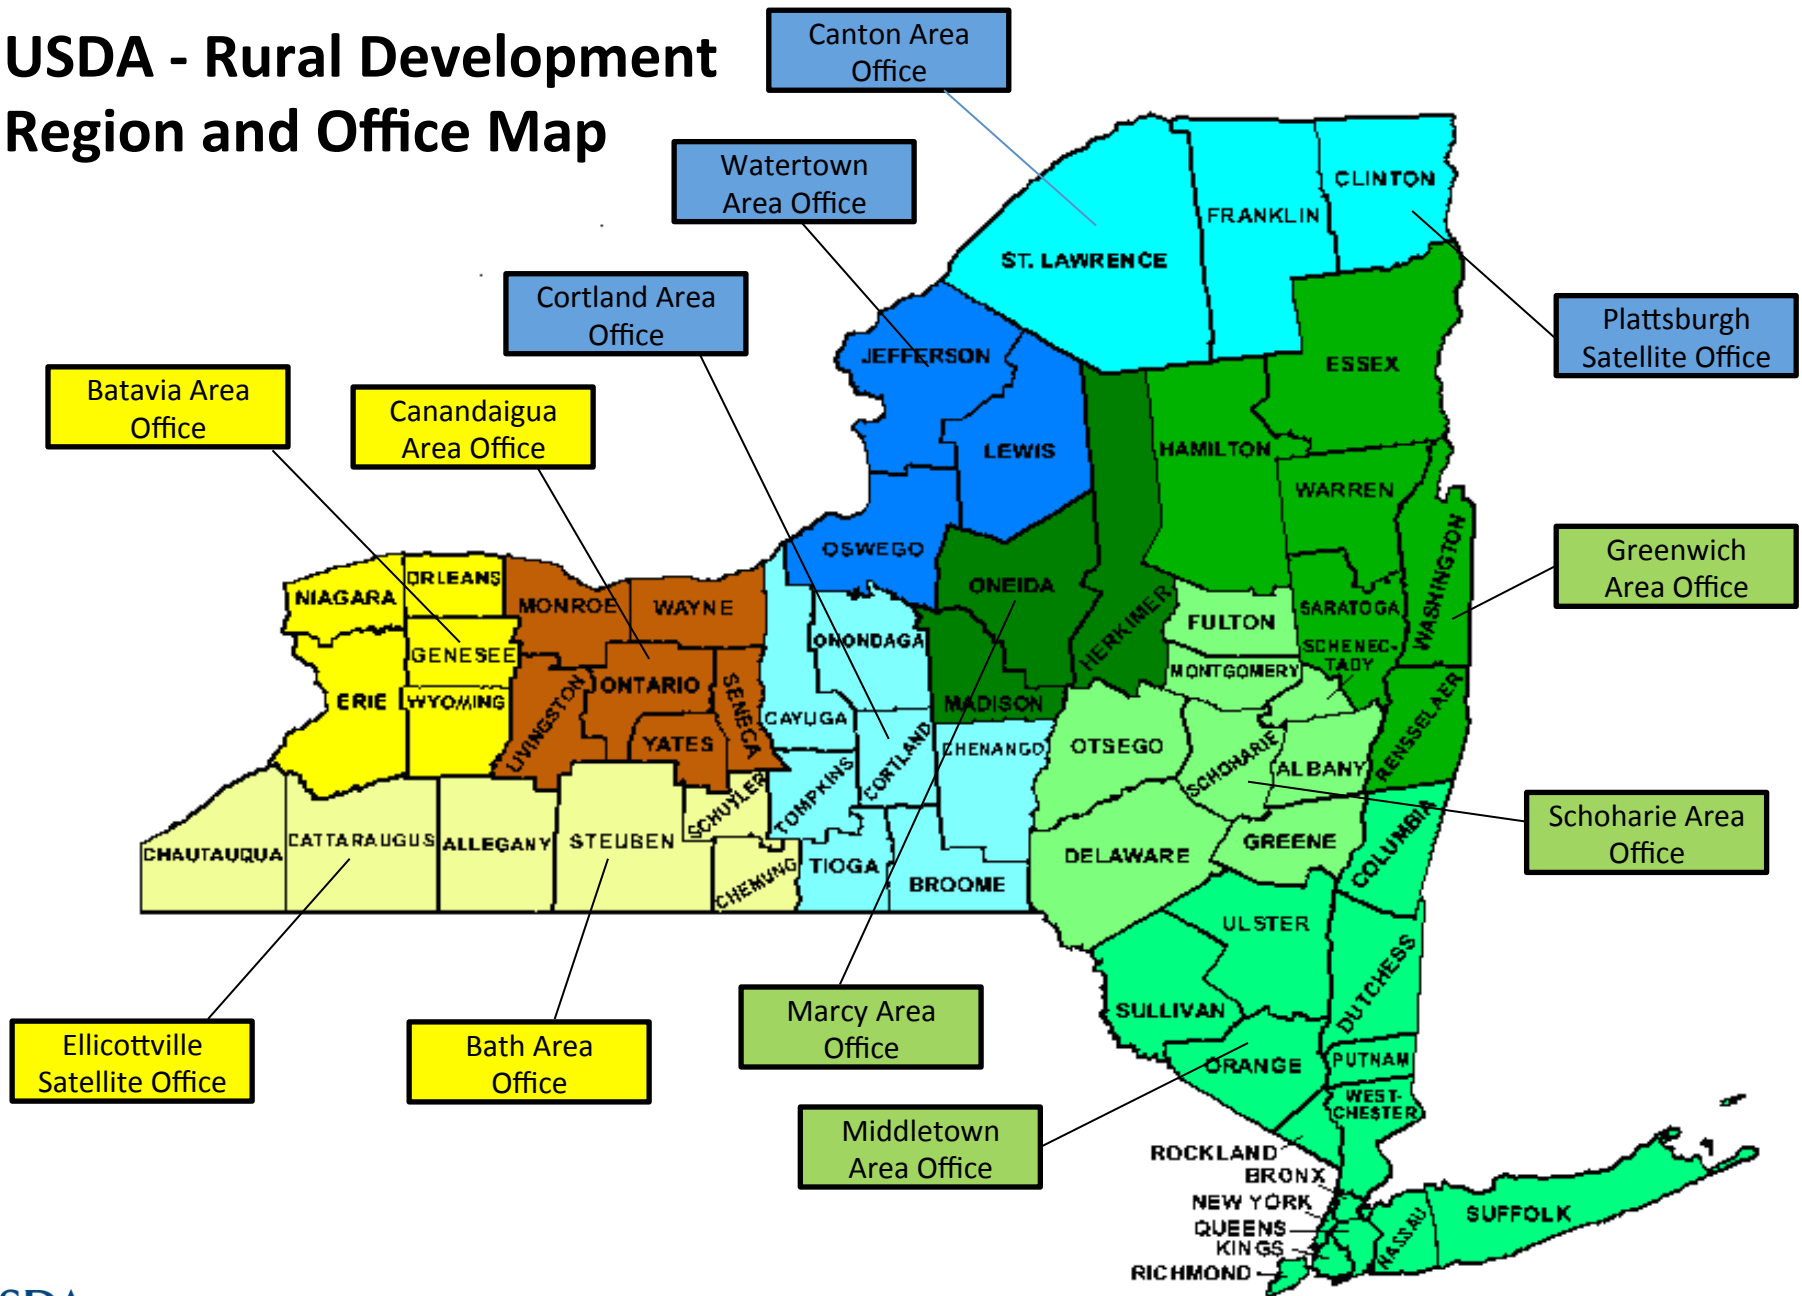 USDA - Rural Development
Region and Office Map
Canton Area
Office
Watertown
Area Office
Cortland Area
Office
Plattsburgh
Satellite Office
Batavia Area
Office
Canandaigua
Area Office
Greenwich
Area Office
Schoharie Area
Office
Marcy Area
Office
Ellicottville
Satellite Office
Bath Area
Office
Middletown
Area Office
CLINTON
FRANKLIN
ST. LAWRENCE
JEFFERSON
ESSEX
LEWIS
HAMILTON
WARREN
OSWEGO
WASHINGTON
ONEIDA
HERKIMER
NIAGARA
ORLEANS
MONROE
WAYNE
FULTON
SARATOGA
GENESEE
ONONDAGA
SCHENEC-
TADY
MONTGOMERY
ERIE
WYOMING
LIVINGSTON
ONTARIO
SENECA
CAYUGA
MADISON
RENSSELAER
YATES
CORTLAND
CHENANGO
OTSEGO
SCHOHARIE
ALBANY
SCHUYLER
TOMPKINS
CHAUTAUQUA
CATTARAUGUS
ALLEGANY
STEUBEN
CHEMUNG
TIOGA
BROOME
DELAWARE
GREENE
COLUMBIA
ULSTER
DUTCHESS
SULLIVAN
ORANGE
PUTNAM
WEST-
CHESTER
ROCKLAND
BRONX
NEW YORK
QUEENS
KINGS
RICHMOND
NASSAU
SUFFOLK